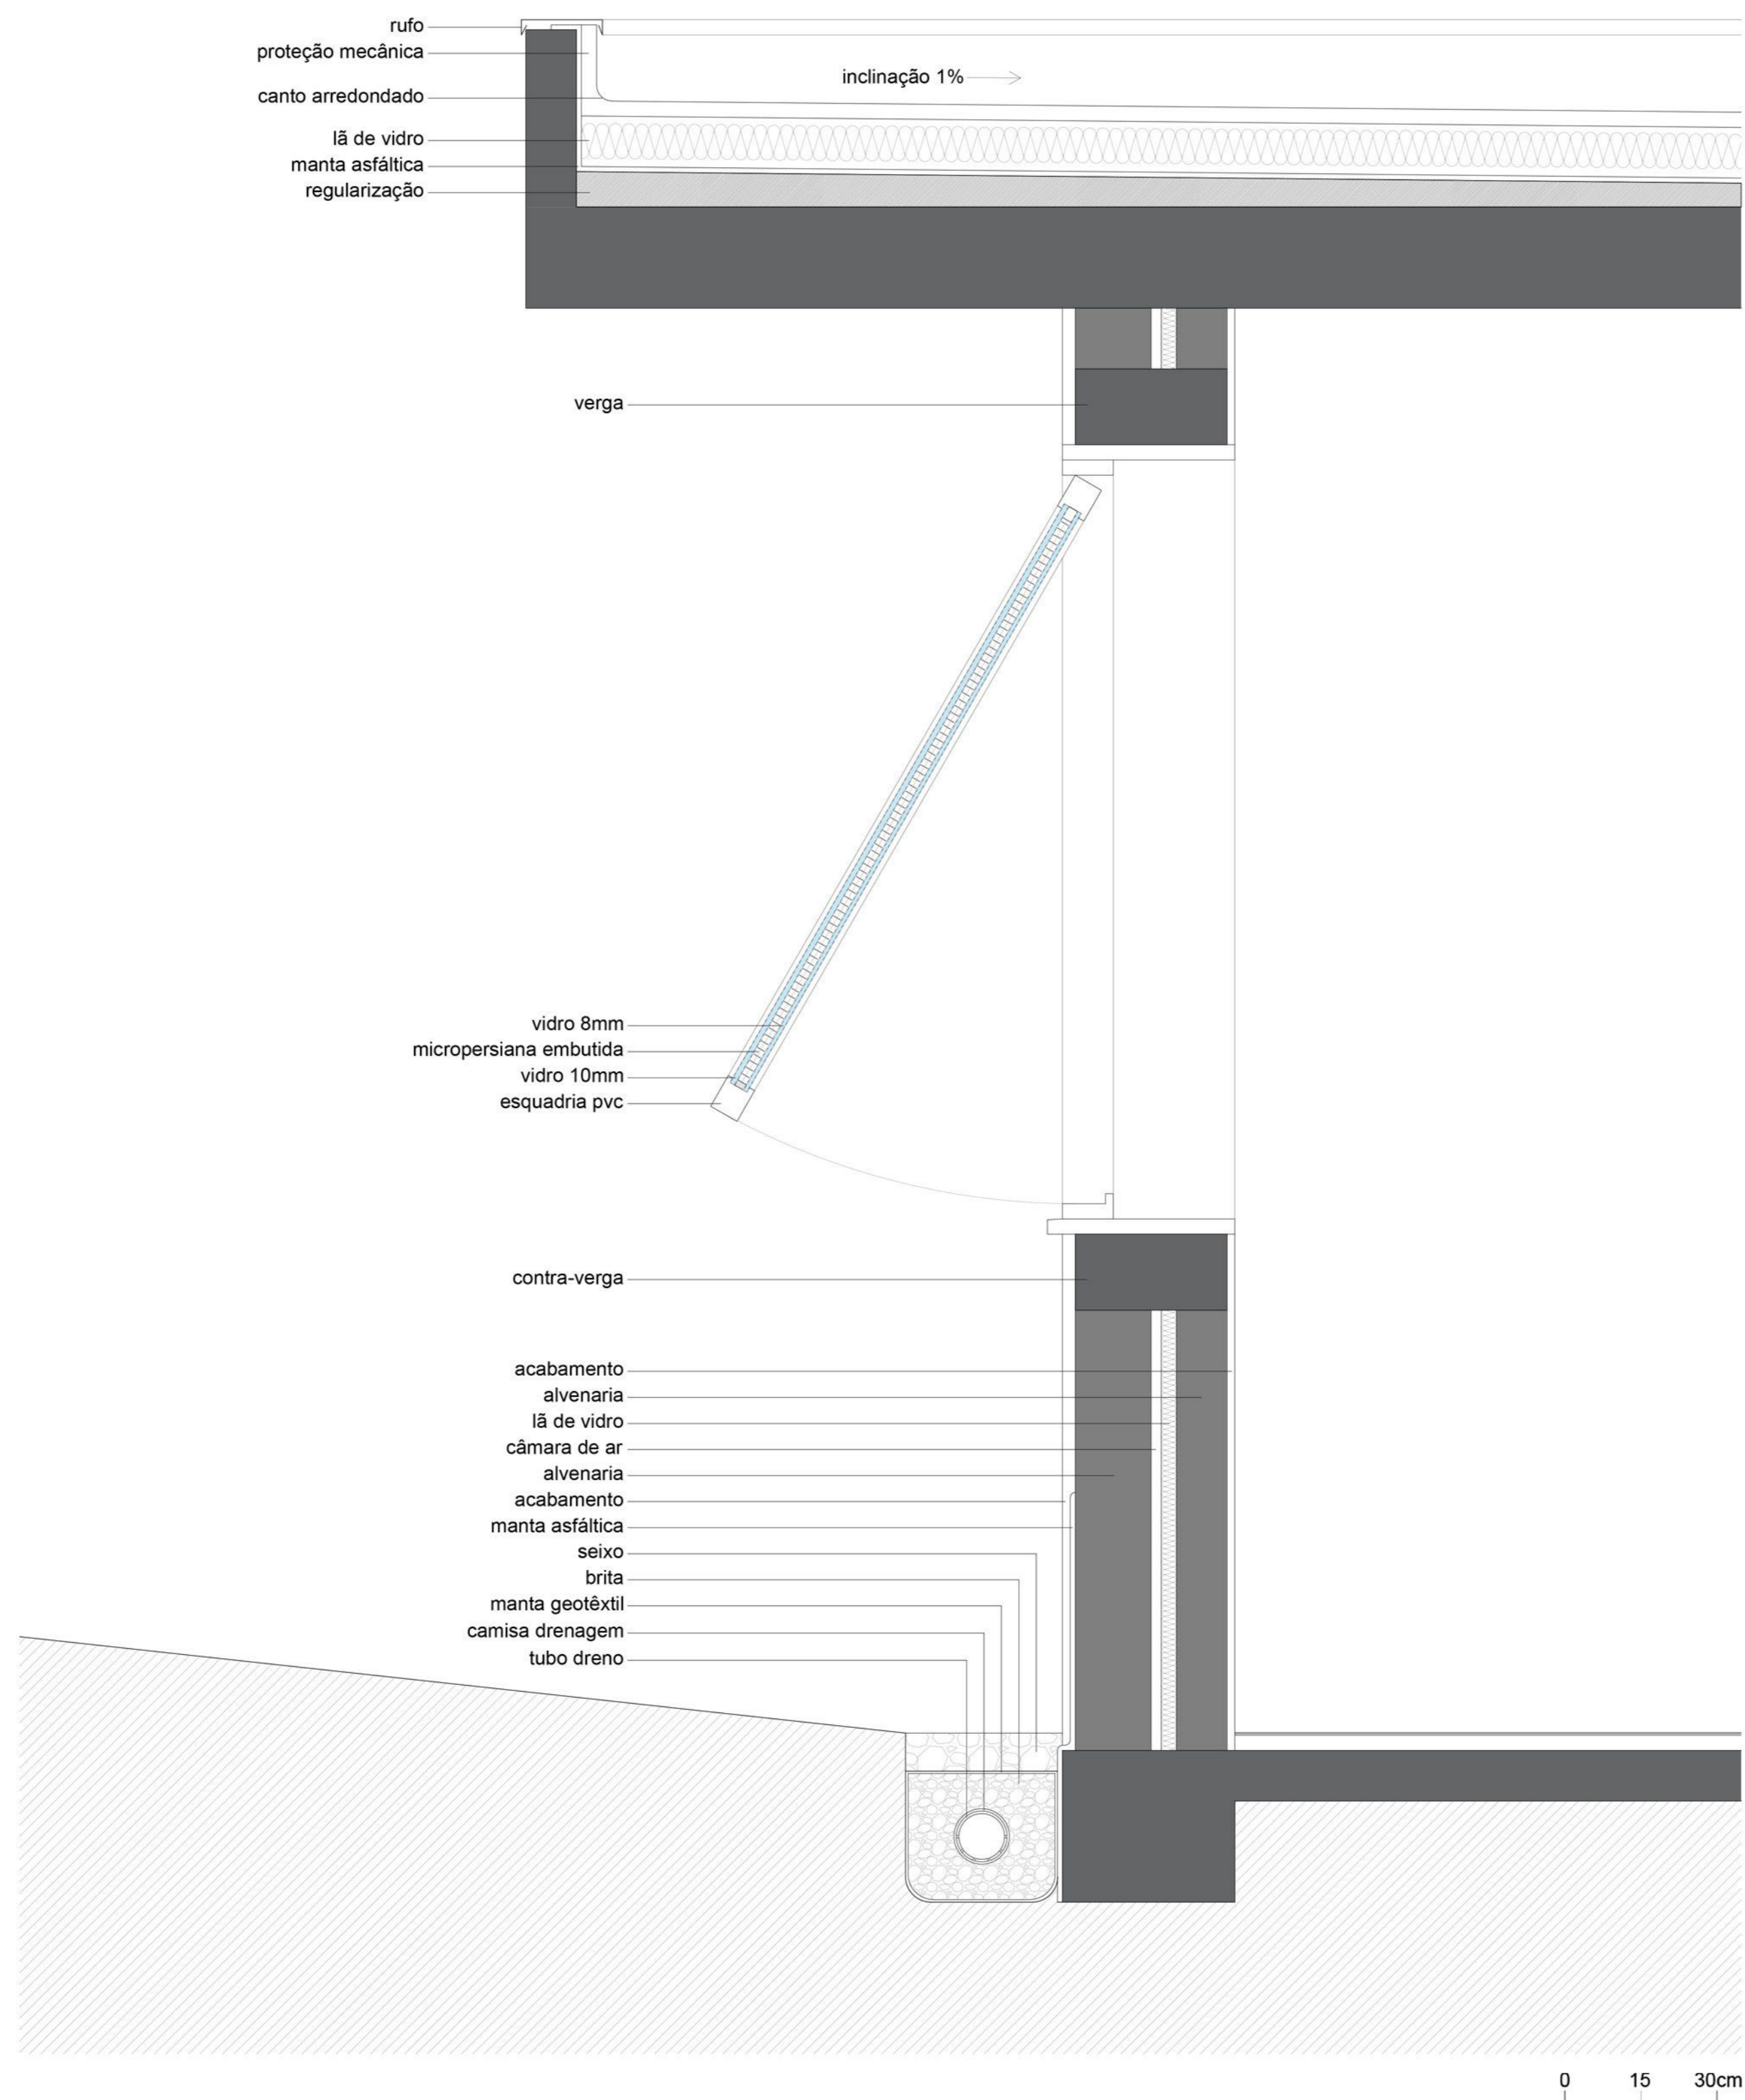 rufo
proteção mecânica
inclinação 1%
canto arredondado
lã de vidro
manta asfáltica
regularização
verga
vidro 8mm
micropersiana embutida
vidro 10mm
esquadria pvc
contra-verga
acabamento
alvenaria
lã de vidro
câmara de ar
alvenaria
acabamento
manta asfáltica
seixo
brita
manta geotêxtil
camisa drenagem
tubo dreno
0 15 30cm